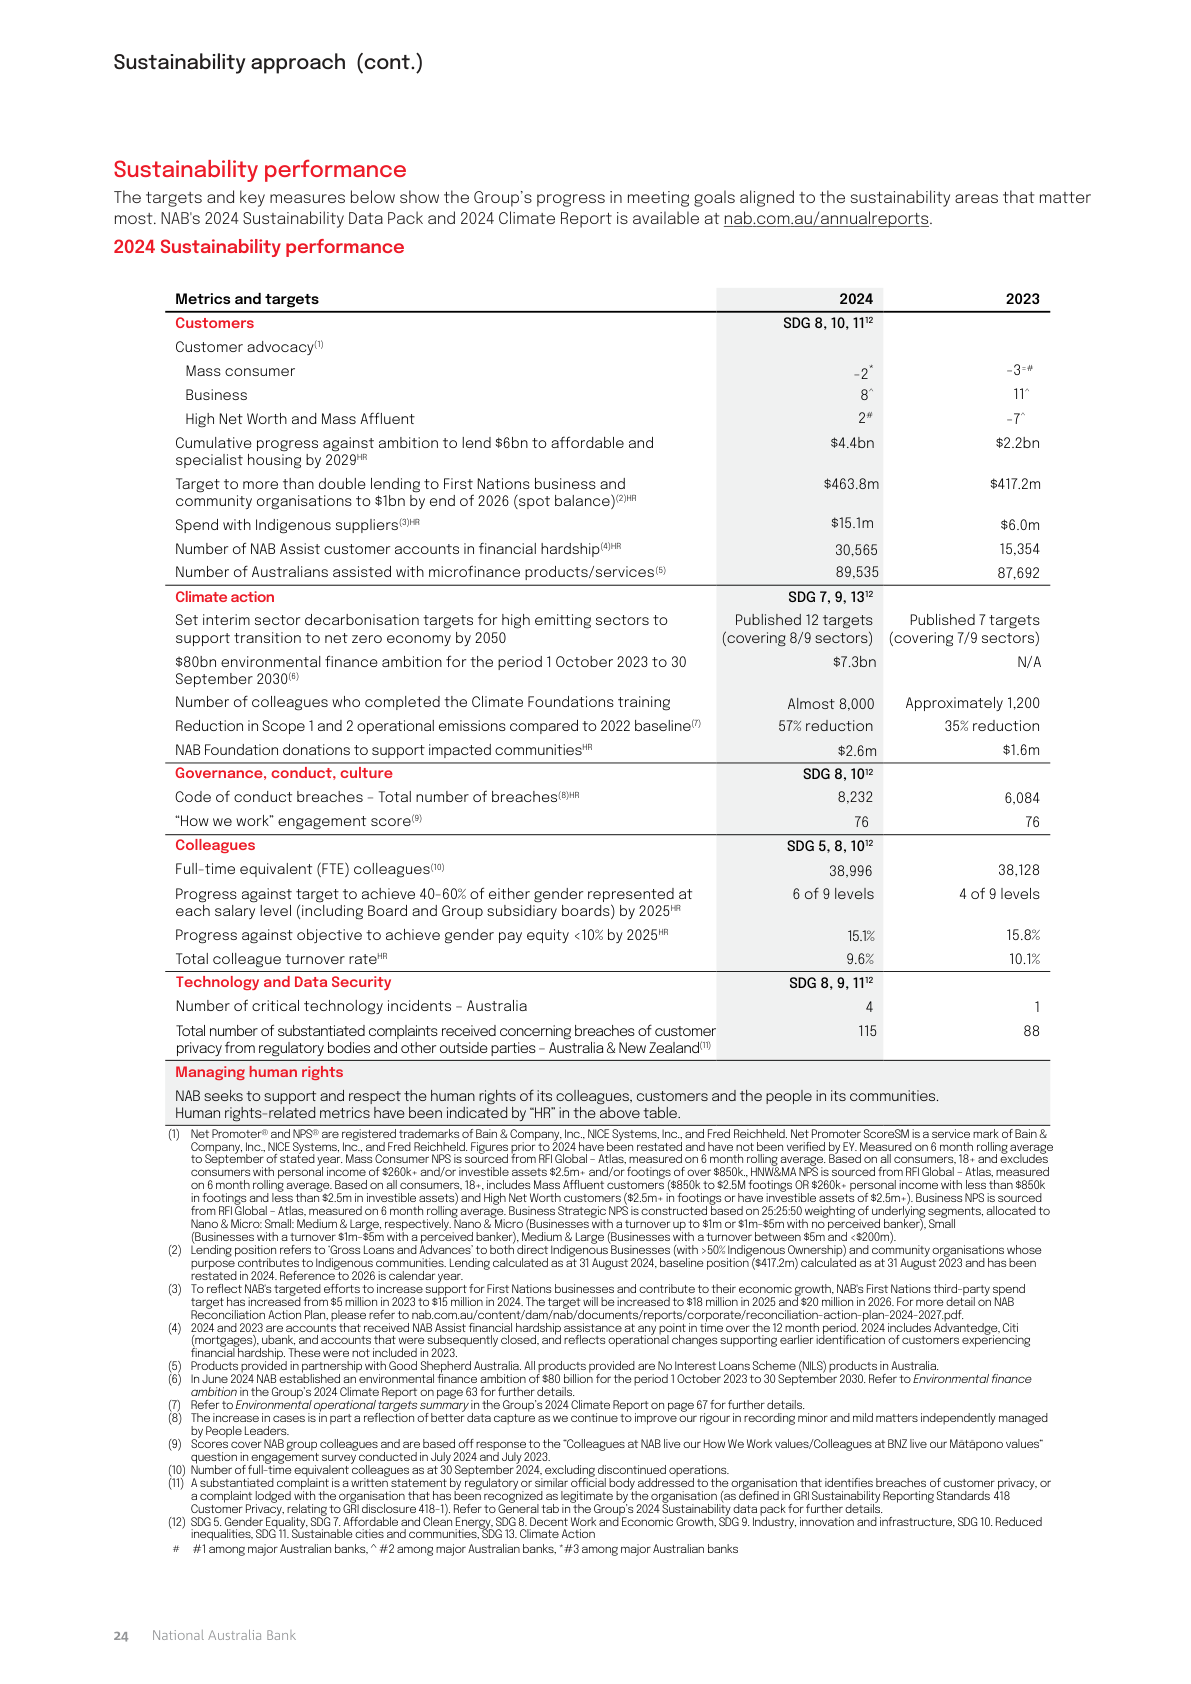 Sustainability approach (cont.)
Sustainability performance
The targets and key measures below show the Group's progress in meeting goals aligned to the sustainability areas that matter
most. NAB's 2024 Sustainability Data Pack and 2024 Climate Report is available at nab.com.au/annualreports.
2024 Sustainability performance
Metrics and targets 2024 2023
Customers SDG 8, 10, 11¹²
Customer advocacy(1)
Mass consumer -2* -3=#
Business 8^ 11^
High Net Worth and Mass Affluent 2# -7^
Cumulative progress against ambition to lend $6bn to affordable and $4.4bn $2.2bn
specialist housing by 2029HR
Target to more than double lending to First Nations business and $463.8m $417.2m
community organisations to $1bn by end of 2026 (spot balance)(2)HR
Spend with Indigenous suppliers(3)HR $15.1m $6.0m
Number of NAB Assist customer accounts in financial hardship(4)HR 30,565 15,354
Number of Australians assisted with microfinance products/services(5) 89,535 87,692
Climate action SDG 7, 9, 13¹²
Set interim sector decarbonisation targets for high emitting sectors to Published 12 targets Published 7 targets
support transition to net zero economy by 2050 (covering 8/9 sectors) (covering 7/9 sectors)
$80bn environmental finance ambition for the period 1 October 2023 to 30 $7.3bn N/A
September 2030(6)
Number of colleagues who completed the Climate Foundations training Almost 8,000 Approximately 1,200
Reduction in Scope 1 and 2 operational emissions compared to 2022 baseline(7) 57% reduction 35% reduction
NAB Foundation donations to support impacted communitiesHR $2.6m $1.6m
Governance, conduct, culture SDG 8, 10¹²
Code of conduct breaches – Total number of breaches(8)HR 8,232 6,084
“How we work” engagement score(9) 76 76
Colleagues SDG 5, 8, 10¹²
Full-time equivalent (FTE) colleagues(10) 38,996 38,128
Progress against target to achieve 40-60% of either gender represented at 6 of 9 levels 4 of 9 levels
each salary level (including Board and Group subsidiary boards) by 2025HR
Progress against objective to achieve gender pay equity <10% by 2025HR 15.1% 15.8%
Total colleague turnover rateHR 9.6% 10.1%
Technology and Data Security SDG 8, 9, 11¹²
Number of critical technology incidents – Australia 4 1
Total number of substantiated complaints received concerning breaches of customer 115 88
privacy from regulatory bodies and other outside parties – Australia & New Zealand(11)
Managing human rights
NAB seeks to support and respect the human rights of its colleagues, customers and the people in its communities.
Human rights-related metrics have been indicated by “HR” in the above table.
(1) Net Promoter® and NPS® are registered trademarks of Bain & Company, Inc., NICE Systems, Inc., and Fred Reichheld. Net Promoter ScoreSM is a service mark of Bain &
Company, Inc., NICE Systems, Inc., and Fred Reichheld. Figures prior to 2024 have been restated and have not been verified by EY. Measured on 6 month rolling average
to September of stated year. Mass Consumer NPS is sourced from RFI Global – Atlas, measured on 6 month rolling average. Based on all consumers, 18+ and excludes
consumers with personal income of $260k+ and/or investible assets $2.5m+ and/or footings of over $850k., HNW&MA NPS is sourced from RFI Global – Atlas, measured
on 6 month rolling average. Based on all consumers, 18+, includes Mass Affluent customers ($850k to $2.5M footings OR $260k+ personal income with less than $850k
in footings and less than $2.5m in investible assets) and High Net Worth customers ($2.5m+ in footings or have investible assets of $2.5m+). Business NPS is sourced
from RFI Global – Atlas, measured on 6 month rolling average. Business Strategic NPS is constructed based on 25:25:50 weighting of underlying segments, allocated to
Nano & Micro: Small: Medium & Large, respectively. Nano & Micro (Businesses with a turnover up to $1m or $1m-$5m with no perceived banker), Small
(Businesses with a turnover $1m-$5m with a perceived banker), Medium & Large (Businesses with a turnover between $5m and <$200m).
(2) Lending position refers to 'Gross Loans and Advances' to both direct Indigenous Businesses (with >50% Indigenous Ownership) and community organisations whose
purpose contributes to Indigenous communities. Lending calculated as at 31 August 2024, baseline position ($417.2m) calculated as at 31 August 2023 and has been
restated in 2024. Reference to 2026 is calendar year.
(3) To reflect NAB's targeted efforts to increase support for First Nations businesses and contribute to their economic growth, NAB's First Nations third-party spend
target has increased from $5 million in 2023 to $15 million in 2024. The target will be increased to $18 million in 2025 and $20 million in 2026. For more detail on NAB
Reconciliation Action Plan, please refer to nab.com.au/content/dam/nab/documents/reports/corporate/reconciliation-action-plan-2024-2027.pdf.
(4) 2024 and 2023 are accounts that received NAB Assist financial hardship assistance at any point in time over the 12 month period. 2024 includes Advantedge, Citi
(mortgages), ubank, and accounts that were subsequently closed, and reflects operational changes supporting earlier identification of customers experiencing
financial hardship. These were not included in 2023.
(5) Products provided in partnership with Good Shepherd Australia. All products provided are No Interest Loans Scheme (NILS) products in Australia.
(6) In June 2024 NAB established an environmental finance ambition of $80 billion for the period 1 October 2023 to 30 September 2030. Refer to Environmental finance
ambition in the Group's 2024 Climate Report on page 63 for further details.
(7) Refer to Environmental operational targets summary in the Group's 2024 Climate Report on page 67 for further details.
(8) The increase in cases is in part a reflection of better data capture as we continue to improve our rigour in recording minor and mild matters independently managed
by People Leaders.
(9) Scores cover NAB group colleagues and are based off response to the “Colleagues at NAB live our How We Work values/Colleagues at BNZ live our Mātāpono values”
question in engagement survey conducted in July 2024 and July 2023.
(10) Number of full-time equivalent colleagues as at 30 September 2024, excluding discontinued operations.
(11) A substantiated complaint is a written statement by regulatory or similar official body addressed to the organisation that identifies breaches of customer privacy, or
a complaint lodged with the organisation that has been recognized as legitimate by the organisation (as defined in GRI Sustainability Reporting Standards 418
Customer Privacy, relating to GRI disclosure 418-1). Refer to General tab in the Group's 2024 Sustainability data pack for further details.
(12) SDG 5. Gender Equality, SDG 7. Affordable and Clean Energy, SDG 8. Decent Work and Economic Growth, SDG 9. Industry, innovation and infrastructure, SDG 10. Reduced
inequalities, SDG 11. Sustainable cities and communities, SDG 13. Climate Action
# #1 among major Australian banks, ^ #2 among major Australian banks, *#3 among major Australian banks
24 National Australia Bank